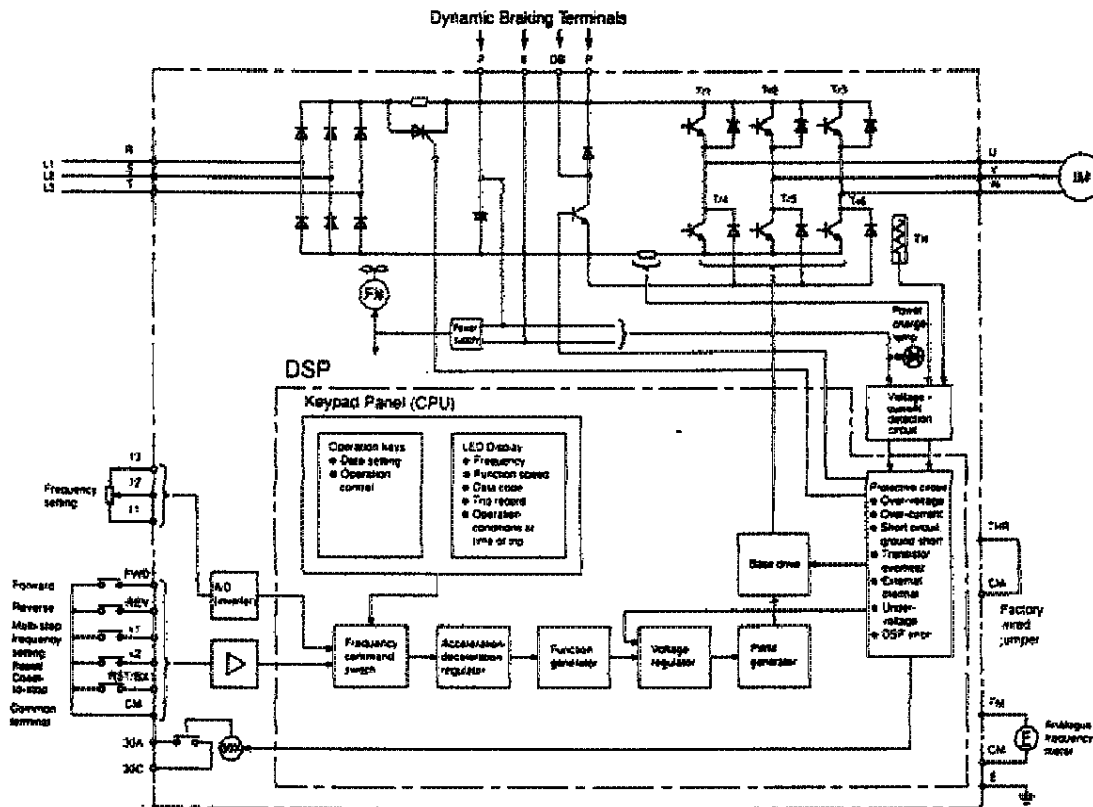 Dynamic Braking Terminals
P
DB
P
Tr1
Tr2
Tr3
R
S
T
L1
L2
L3
U
V
W
Tr4
Tr5
Tr6
TH
Power
supply
Power
charge
lamp
DSP
Voltage -
current
detection
circuit
Keypad Panel (CPU)
Operation keys
● Data setting
● Operation
control
LED Display
● Frequency
● Function speed
● Data code
● Trip record
● Operation-
conditions at
time of trip
Frequency
setting
13
12
11
Protective circuit
● Over-voltage
● Over-current
● Short circuit,
ground short
● Transistor
overheat
● External
thermal
● Under-
voltage
● DSP error
THR
CM
Factory
wired
jumper
Base drive
A/D
Forward
FWD
Reverse
REV
Multi-step
frequency
setting
X1
X2
Coast-
to-stop
RST/BX
Common
terminal
CM
Frequency
command
switch
Acceleration-
deceleration
regulator
Function
generator
Voltage
regulator
generator
30A
30C
FM
CM
Analogue
frequency
meter
E